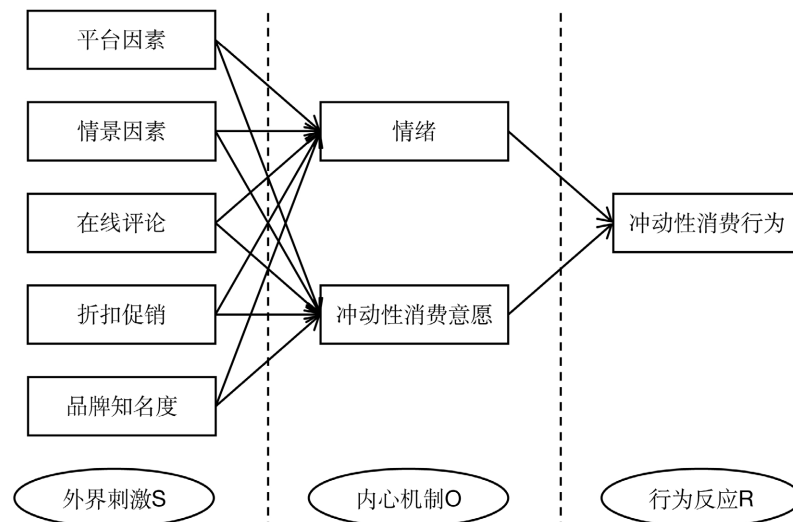 平台因素
情景因素
在线评论
折扣促销
品牌知名度
情绪
冲动性消费意愿
冲动性消费行为
外界刺激S
内心机制O
行为反应R